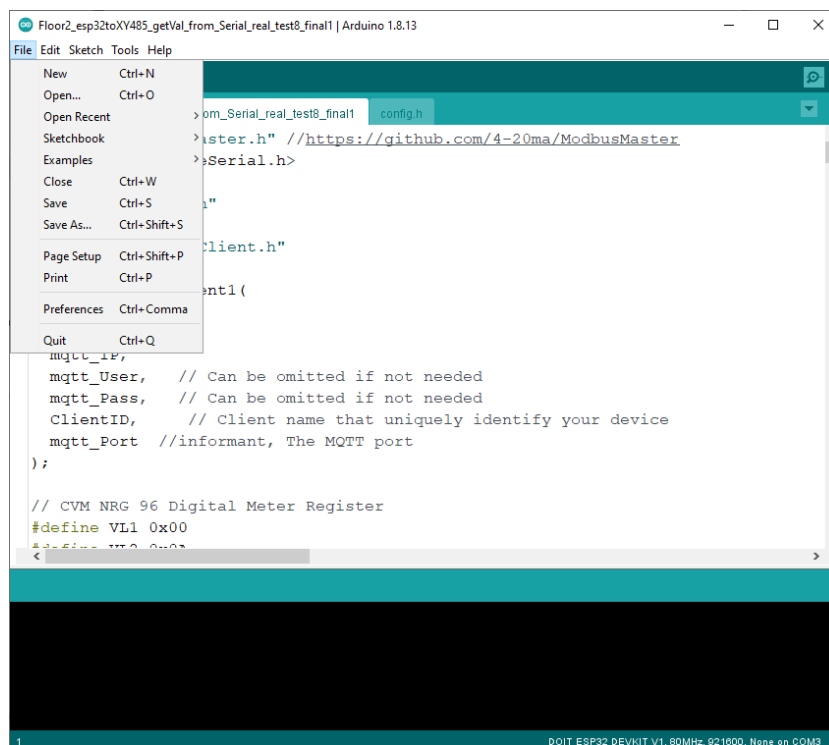 Floor2_esp32toXY485_getVal_from_Serial_real_test8_final1 | Arduino 1.8.13
File Edit Sketch Tools Help
New Ctrl+N
Open... Ctrl+O
Open Recent
Sketchbook
Examples
Close Ctrl+W
Save Ctrl+S
Save As... Ctrl+Shift+S
Page Setup Ctrl+Shift+P
Print Ctrl+P
Preferences Ctrl+Comma
Quit Ctrl+Q
om_Serial_real_test8_final1 config.h
aster.h" //https://github.com/4-20ma/ModbusMaster
eSerial.h>
"
Client.h"
ent1(
mqtt_IP,
mqtt_User, // Can be omitted if not needed
mqtt_Pass, // Can be omitted if not needed
ClientID, // Client name that uniquely identify your device
mqtt_Port //informant, The MQTT port
);
// CVM NRG 96 Digital Meter Register
#define VL1 0x00
#define VL2 0x0A
1 DOIT ESP32 DEVKIT V1, 80MHz, 921600, None on COM3